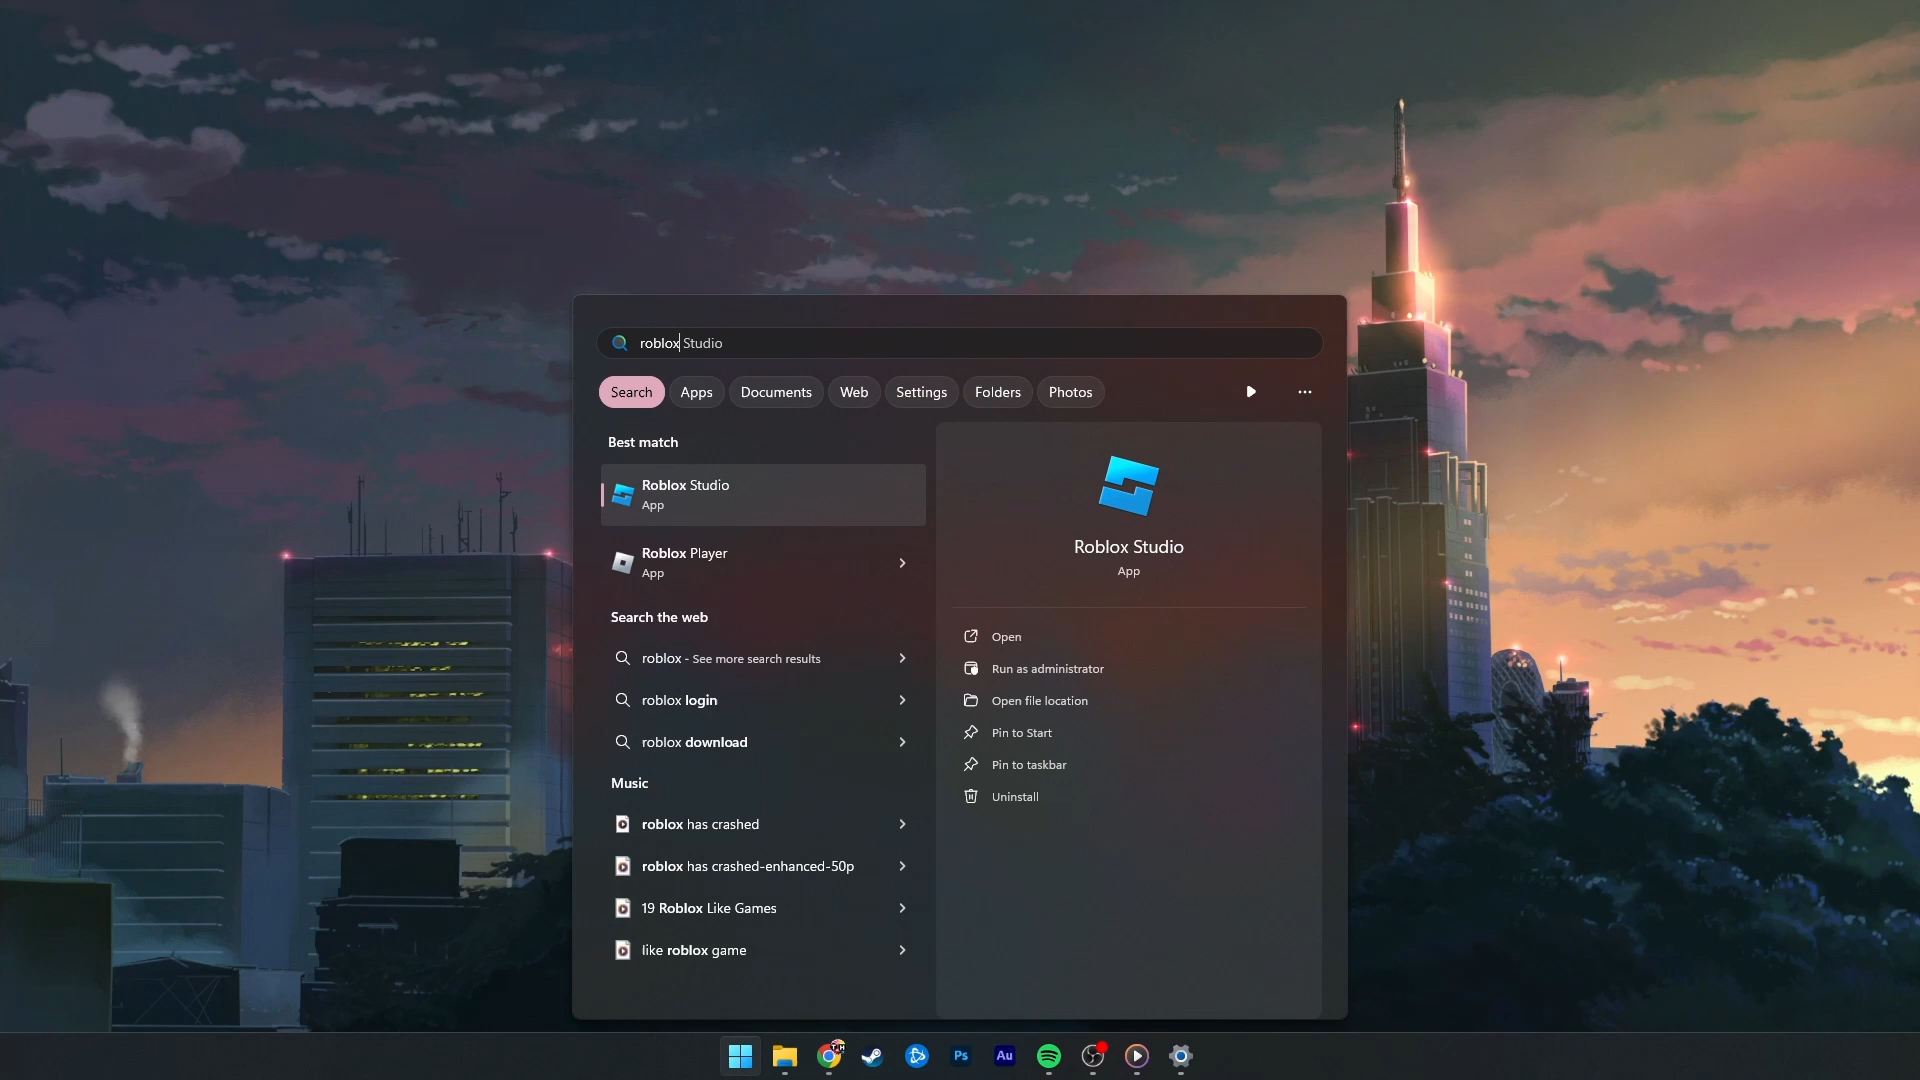 roblox Studio
Search Apps Documents Web Settings Folders Photos
Best match
Roblox Studio
App
Roblox Player
App
Search the web
roblox - See more search results
roblox login
roblox download
Music
roblox has crashed
roblox has crashed-enhanced-50p
19 Roblox Like Games
like roblox game
Roblox Studio
App
Open
Run as administrator
Open file location
Pin to Start
Pin to taskbar
Uninstall
Ps
Au